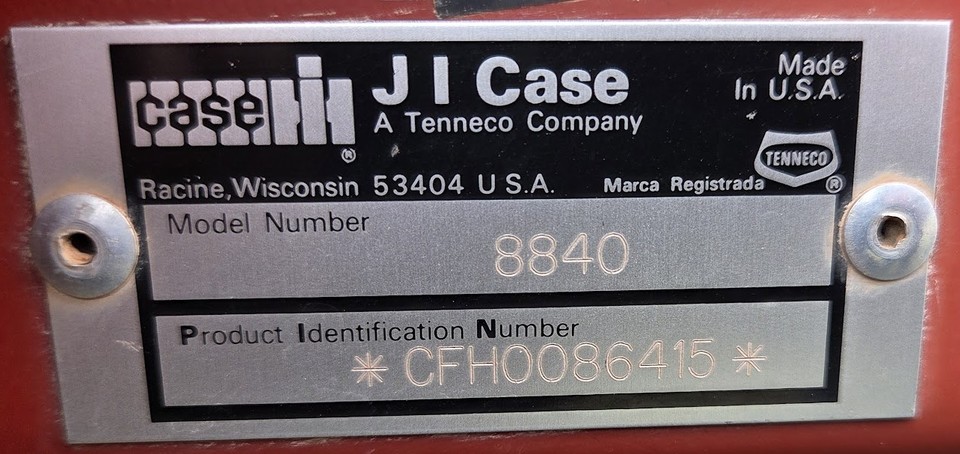 case IH ®
J I Case
A Tenneco Company
Made
In U.S.A.
TENNECO ®
Racine, Wisconsin 53404 U S.A.
Marca Registrada
Model Number
8840
Product Identification Number
* CFH0086415 *